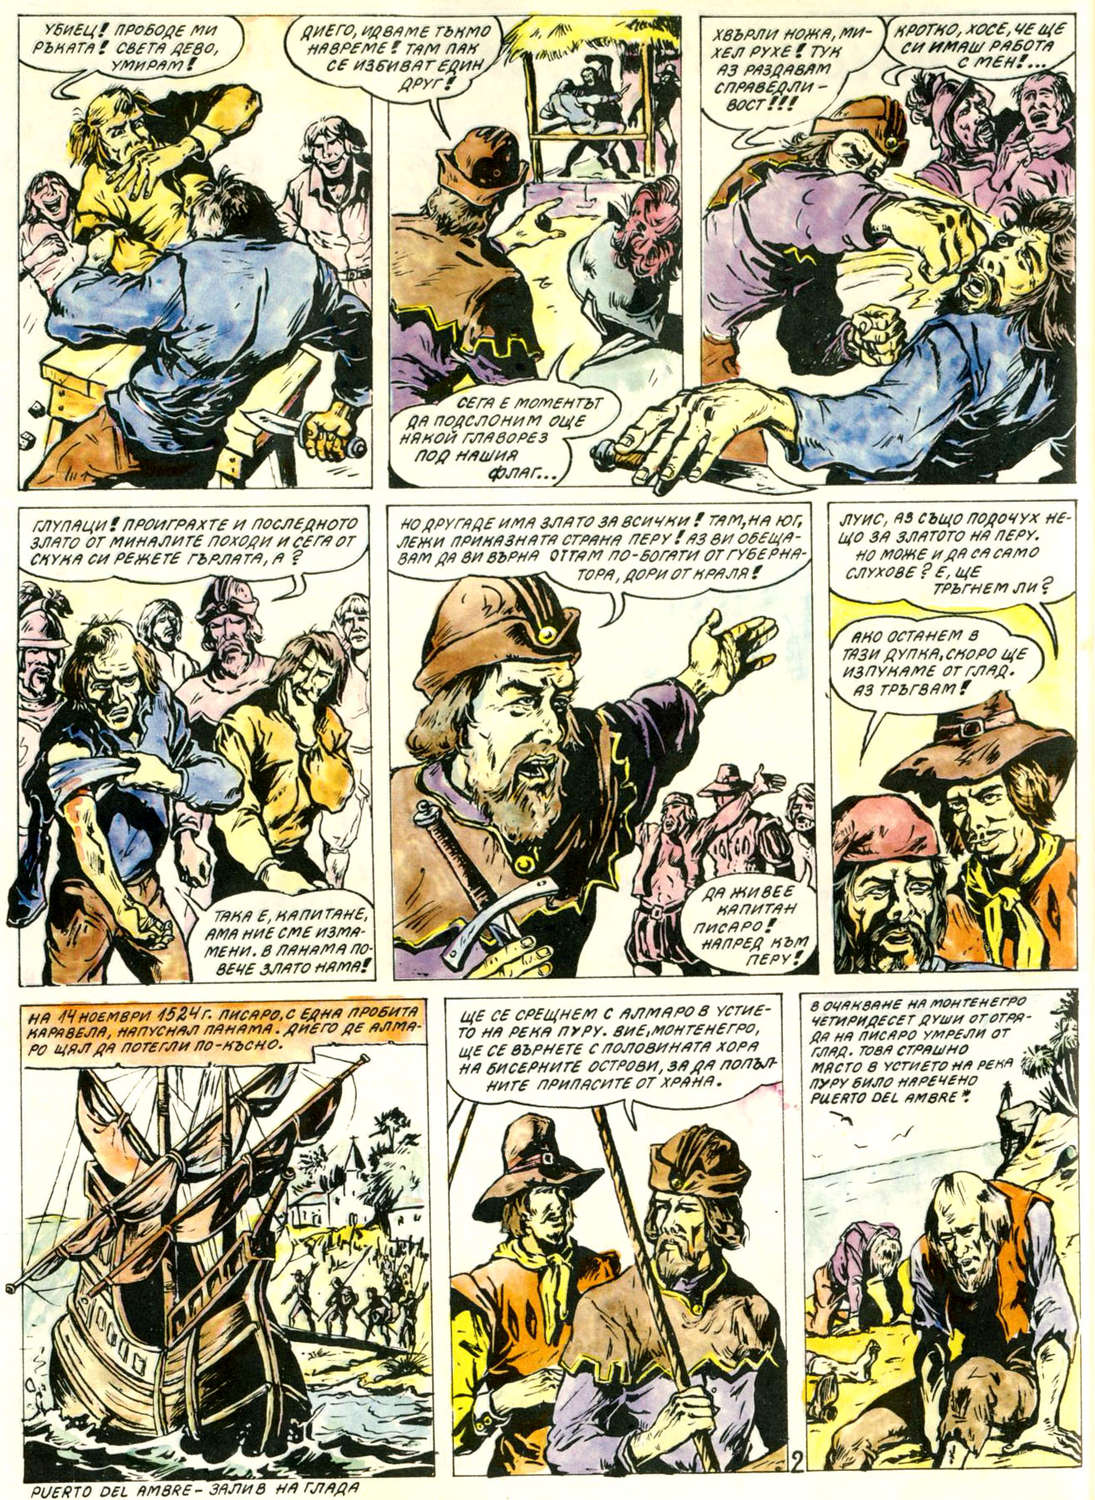 УБИЕЦ! ПРОБОДЕ МИ
РЪКАТА! СВЕТА ДЕВО,
УМИРАМ!
ДИЕГО, ИДВАМЕ ТЪКМО
НАВРЕМЕ! ТАМ ПАК
СЕ ИЗБИВАТ ЕДИН
ДРУГ!
СЕГА Е МОМЕНТЪТ
ДА ПОДСЛОНИМ ОЩЕ
НЯКОЙ ГЛАВОРЕЗ
ПОД НАШИЯ
ФЛАГ...
ХВЪРЛИ НОЖА, МИ-
ХЕЛ РУХЕ! ТУК
АЗ РАЗДАВАМ
СПРАВЕДЛИ-
ВОСТ!!!
КРОТКО, ХОСЕ, ЧЕ ЩЕ
СИ ИМАШ РАБОТА
С МЕН!...
ГЛУПАЦИ! ПРОИГРАХТЕ И ПОСЛЕДНОТО
ЗЛАТО ОТ МИНАЛИТЕ ПОХОДИ И СЕГА ОТ
СКУКА СИ РЕЖЕТЕ ГЪРЛАТА, А?
ТАКА Е, КАПИТАНЕ,
АМА НИЕ СМЕ ИЗМА-
МЕНИ. В ПАНАМА ПО-
ВЕЧЕ ЗЛАТО НАМА!
НО ДРУГАДЕ ИМА ЗЛАТО ЗА ВСИЧКИ! ТАМ, НА ЮГ,
ЛЕЖИ ПРИКАЗНАТА СТРАНА ПЕРУ! АЗ ВИ ОБЕЩА-
ВАМ ДА ВИ ВЪРНА ОТТАМ ПО-БОГАТИ ОТ ГУБЕРНА-
ТОРА, ДОРИ ОТ КРАЛЯ!
ДА ЖИВЕЕ
КАПИТАН
ПИСАРО!
НАПРЕД КЪМ
ПЕРУ!
ЛУИС, АЗ СЪЩО ПОДОЧУХ НЕ-
ЩО ЗА ЗЛАТОТО НА ПЕРУ.
НО МОЖЕ И ДА СА САМО
СЛУХОВЕ? Е, ЩЕ
ТРЪГНЕМ ЛИ?
АКО ОСТАНЕМ В
ТАЗИ ДУПКА, СКОРО ЩЕ
ИЗПУКАМЕ ОТ ГЛАД.
АЗ ТРЪГВАМ!
НА 14 НОЕМВРИ 1524 Г. ПИСАРО, С ЕДНА ПРОБИТА
КАРАВЕЛА, НАПУСНАЛ ПАНАМА. ДИЕГО ДЕ АЛМА-
РО ЩЯЛ ДА ПОТЕГЛИ ПО-КЪСНО.
ЩЕ СЕ СРЕЩНЕМ С АЛМАРО В УСТИЕ-
ТО НА РЕКА ПУРУ. ВИЕ, МОНТЕНЕГРО,
ЩЕ СЕ ВЪРНЕТЕ С ПОЛОВИНАТА ХОРА
НА БИСЕРНИТЕ ОСТРОВИ, ЗА ДА ПОПЪЛ-
НИТЕ ПРИПАСИТЕ ОТ ХРАНА.
В ОЧАКВАНЕ НА МОНТЕНЕГРО
ЧЕТИРИДЕСЕТ ДУШИ ОТ ОТРЯ-
ДА НА ПИСАРО УМРЕЛИ ОТ
ГЛАД. ТОВА СТРАШНО
МЯСТО В УСТИЕТО НА РЕКА
ПУРУ БИЛО НАРЕЧЕНО
PUERTO DEL AMBRE*.
2
PUERTO DEL AMBRE - ЗАЛИВ НА ГЛАДА